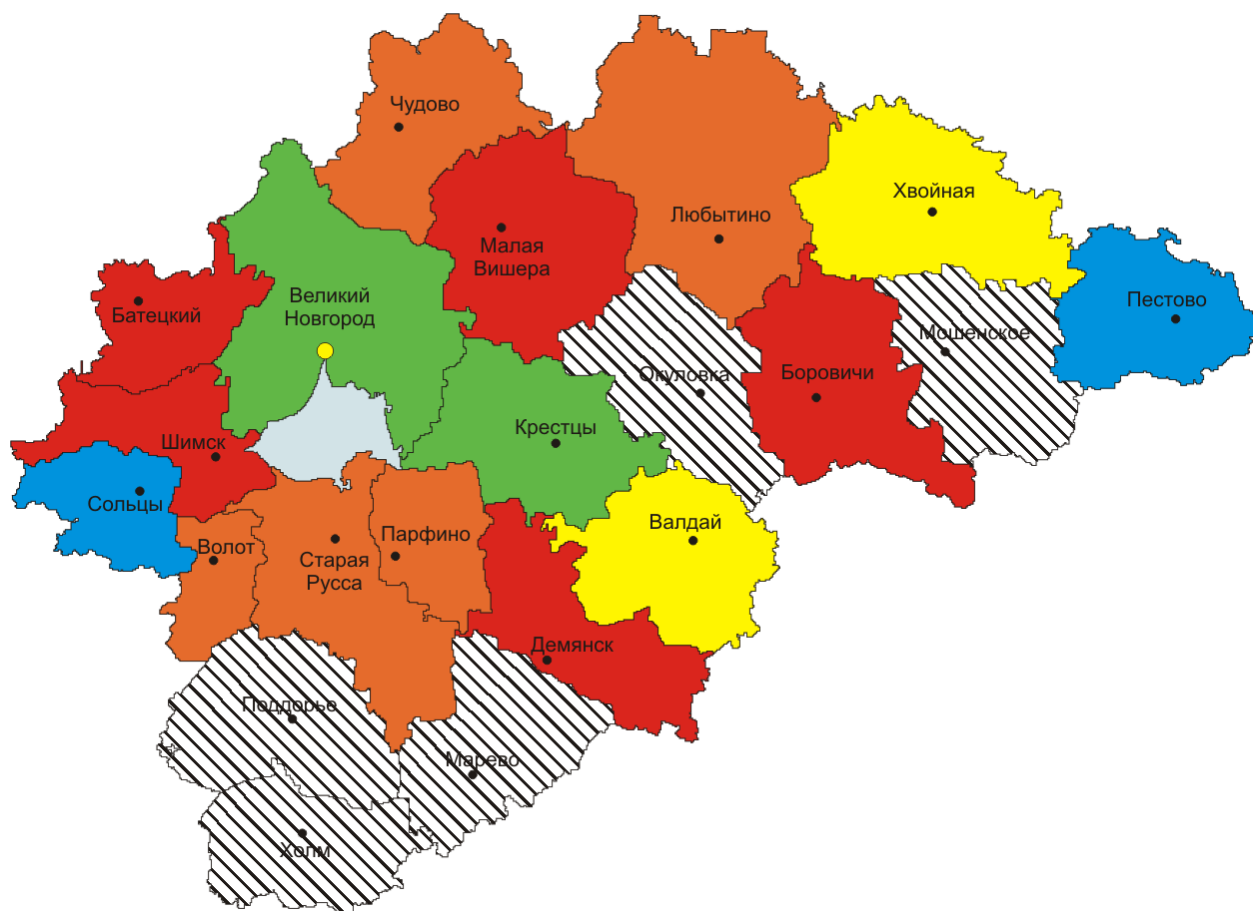 Чудово
Хвойная
Любытино
Малая
Вишера
Великий
Новгород
Батецкий
Пестово
Мошенское
Окуловка
Боровичи
Крестцы
Шимск
Сольцы
Валдай
Парфино
Старая
Русса
Волот
Демянск
Поддорье
Марево
Холм